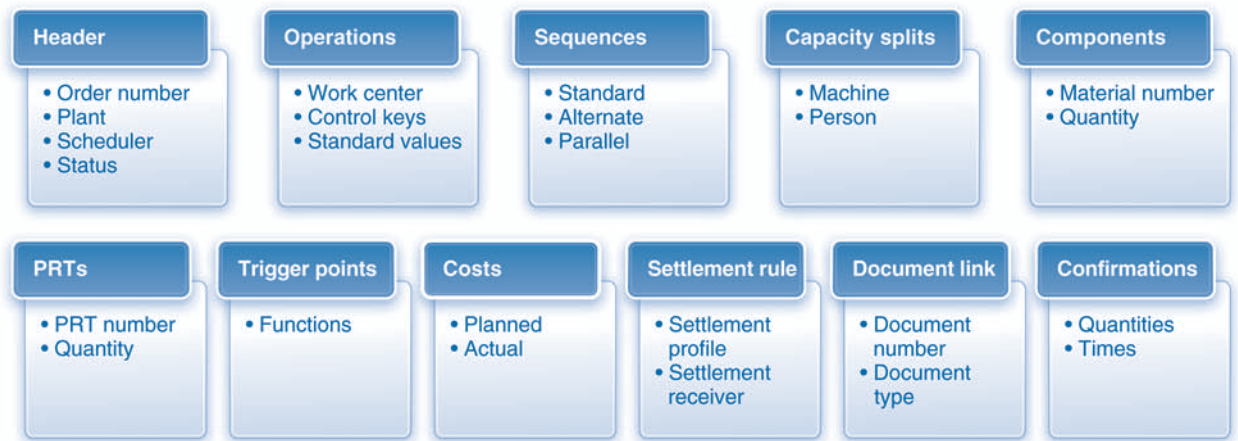 Header
• Order number
• Plant
• Scheduler
• Status
Operations
• Work center
• Control keys
• Standard values
Sequences
• Standard
• Alternate
• Parallel
Capacity splits
• Machine
• Person
Components
• Material number
• Quantity
PRTs
• PRT number
• Quantity
Trigger points
• Functions
Costs
• Planned
• Actual
Settlement rule
• Settlement
profile
• Settlement
receiver
Document link
• Document
number
• Document
type
Confirmations
• Quantities
• Times